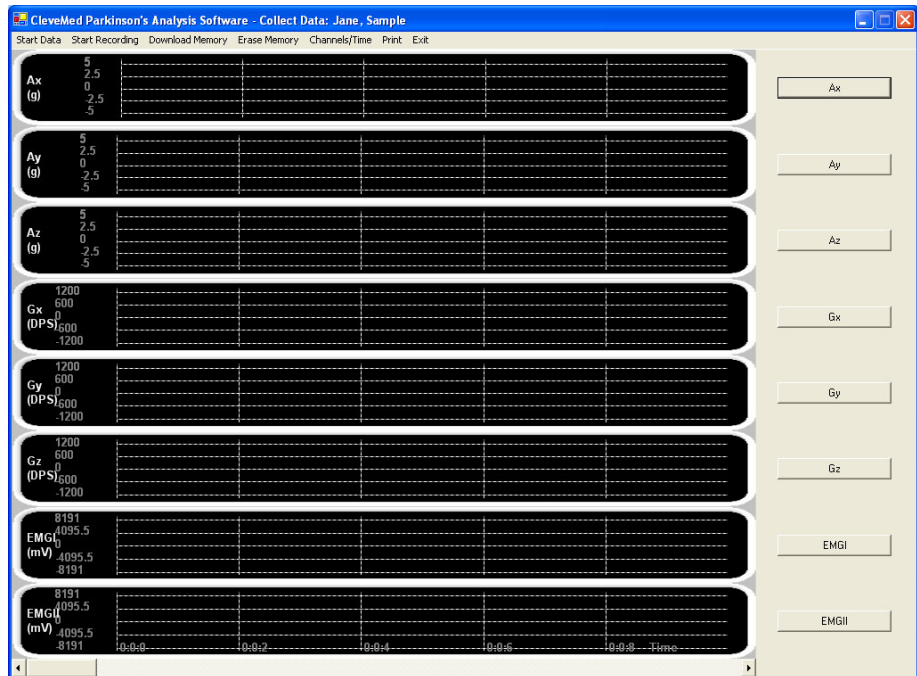 CleveMed Parkinson's Analysis Software - Collect Data: Jane, Sample
Start Data Start Recording Download Memory Erase Memory Channels/Time Print Exit
Ax
(g)
5
2.5
0
-2.5
-5
Ax
Ay
(g)
5
2.5
0
-2.5
-5
Ay
Az
(g)
5
2.5
0
-2.5
-5
Az
Gx
(DPS)
1200
600
0
-600
-1200
Gx
Gy
(DPS)
1200
600
0
-600
-1200
Gy
Gz
(DPS)
1200
600
0
-600
-1200
Gz
EMGI
(mV)
8191
4095.5
0
-4095.5
-8191
EMGI
EMGII
(mV)
8191
4095.5
0
-4095.5
-8191
EMGII
0:0:0 0:0:2 0:0:4 0:0:6 0:0:8 Time